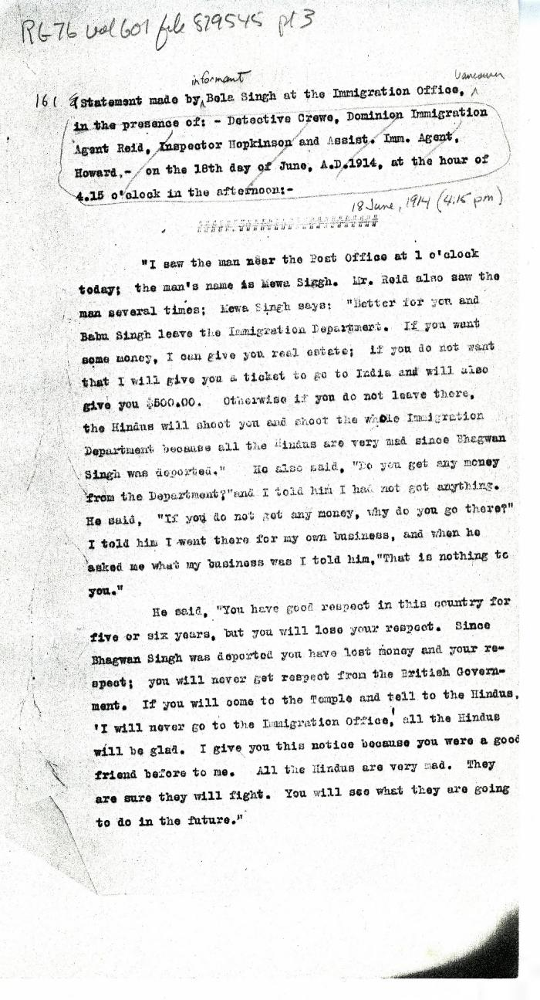 RG76 vol 601 file 879545 pt 3
informant Vancouver
161 Statement made by Bela Singh at the Immigration Office,
in the presence of: - Detective Crewe, Dominion Immigration
Agent Reid, Inspector Hopkinson and Assist. Imm. Agent,
Howard,- on the 18th day of June, A.D.1914, at the hour of
4.15 o'clock in the afternoon:-
18 June, 1914 (4:15 pm)
"I saw the man near the Post Office at 1 o'clock
today; the man's name is Mewa Siggh. Mr. Reid also saw the
man several times; Mewa Singh says: "Better for you and
Babu Singh leave the Immigration Department. If you want
some money, I can give you real estate; if you do not want
that I will give you a ticket to go to India and will also
give you $500.00. Otherwise if you do not leave there,
the Hindus will shoot you and shoot the whole Immigration
Department because all the Hindus are very mad since Bhagwan
Singh was deported." He also said, "Do you get any money
from the Department?"and I told him I had not got anything.
He said, "If you do not get any money, why do you go there?"
I told him I went there for my own business, and when he
asked me what my business was I told him,"That is nothing to
you."
He said, "You have good respect in this country for
five or six years, but you will lose your respect. Since
Bhagwan Singh was deported you have lost money and your re-
spect; you will never get respect from the British Govern-
ment. If you will come to the Temple and tell to the Hindus,
'I will never go to the Immigration Office,' all the Hindus
will be glad. I give you this notice because you were a good
friend before to me. All the Hindus are very mad. They
are sure they will fight. You will see what they are going
to do in the future."